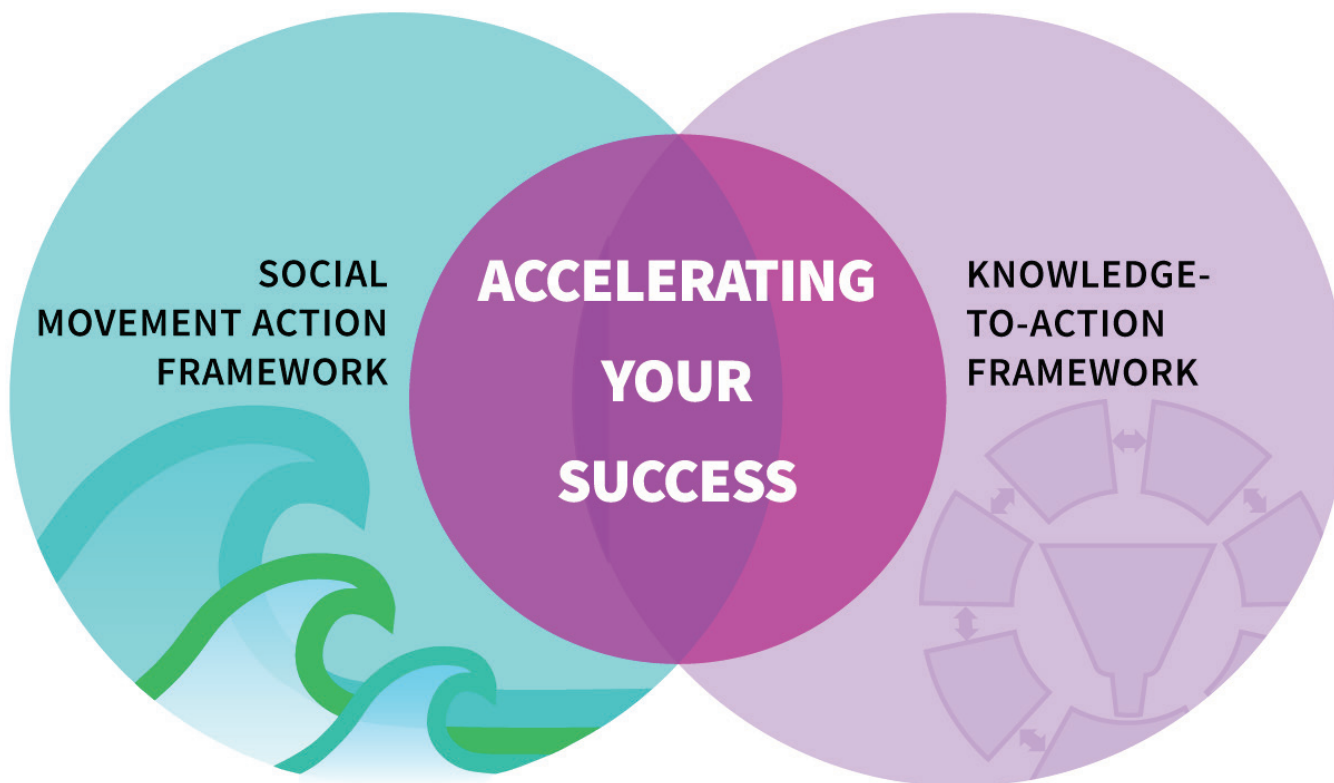 SOCIAL
MOVEMENT ACTION
FRAMEWORK
ACCELERATING
YOUR
SUCCESS
KNOWLEDGE-
TO-ACTION
FRAMEWORK